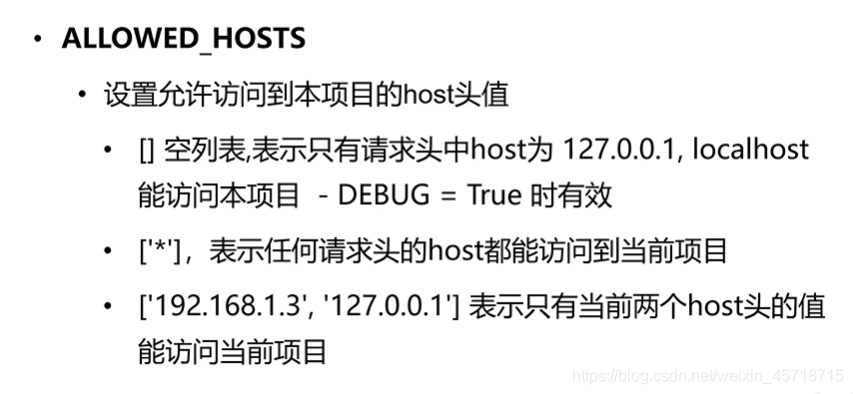 • ALLOWED_HOSTS
• 设置允许访问到本项目的host头值
• [] 空列表,表示只有请求头中host为 127.0.0.1, localhost
能访问本项目 - DEBUG = True 时有效
• ['*']，表示任何请求头的host都能访问到当前项目
• ['192.168.1.3', '127.0.0.1'] 表示只有当前两个host头的值
能访问当前项目
https://blog.csdn.net/weixin_45718715